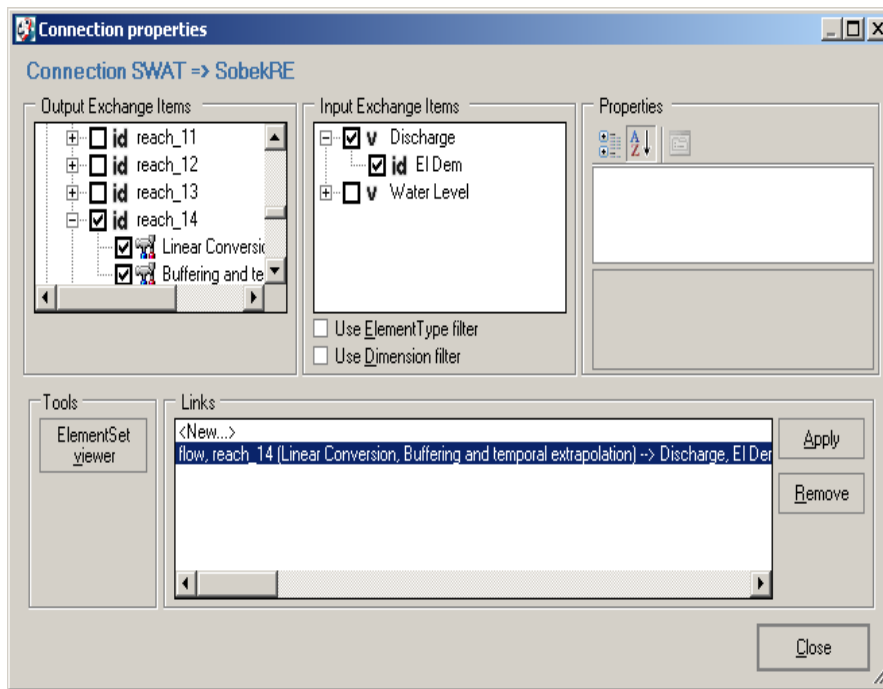 Connection properties
Connection SWAT => SobekRE
Output Exchange Items
id reach_11
id reach_12
id reach_13
id reach_14
Linear Conversic
Buffering and te
Input Exchange Items
v Discharge
id El Dem
v Water Level
Use ElementType filter
Use Dimension filter
Properties
A
Z
Tools
ElementSet
viewer
Links
<New...>
flow, reach_14 (Linear Conversion, Buffering and temporal extrapolation) --> Discharge, El Der
Apply
Remove
Close